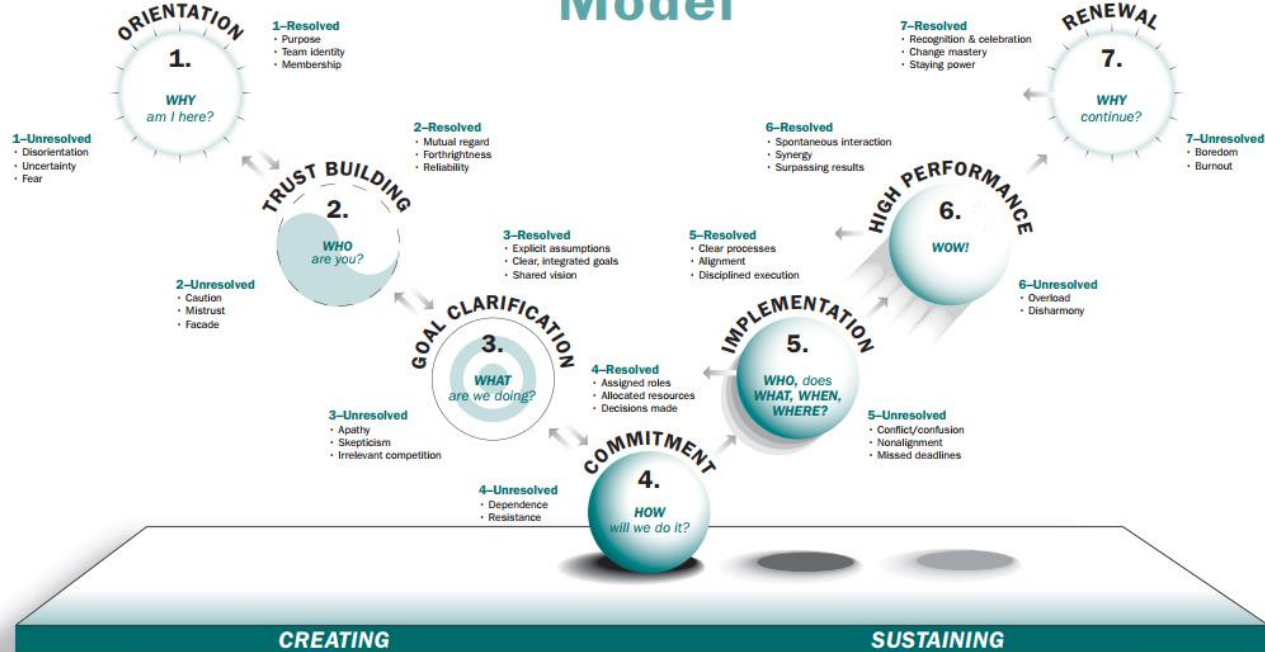 Model
ORIENTATION
1.
WHY
am I here?
1–Resolved
· Purpose
· Team identity
· Membership
1–Unresolved
· Disorientation
· Uncertainty
· Fear
TRUST BUILDING
2.
WHO
are you?
2–Resolved
· Mutual regard
· Forthrightness
· Reliability
2–Unresolved
· Caution
· Mistrust
· Facade
GOAL CLARIFICATION
3.
WHAT
are we doing?
3–Resolved
· Explicit assumptions
· Clear, integrated goals
· Shared vision
3–Unresolved
· Apathy
· Skepticism
· Irrelevant competition
COMMITMENT
4.
HOW
will we do it?
4–Resolved
· Assigned roles
· Allocated resources
· Decisions made
4–Unresolved
· Dependence
· Resistance
IMPLEMENTATION
5.
WHO, does
WHAT, WHEN,
WHERE?
5–Resolved
· Clear processes
· Alignment
· Disciplined execution
5–Unresolved
· Conflict/confusion
· Nonalignment
· Missed deadlines
HIGH PERFORMANCE
6.
WOW!
6–Resolved
· Spontaneous interaction
· Synergy
· Surpassing results
6–Unresolved
· Overload
· Disharmony
RENEWAL
7.
WHY
continue?
7–Resolved
· Recognition & celebration
· Change mastery
· Staying power
7–Unresolved
· Boredom
· Burnout
CREATING
SUSTAINING